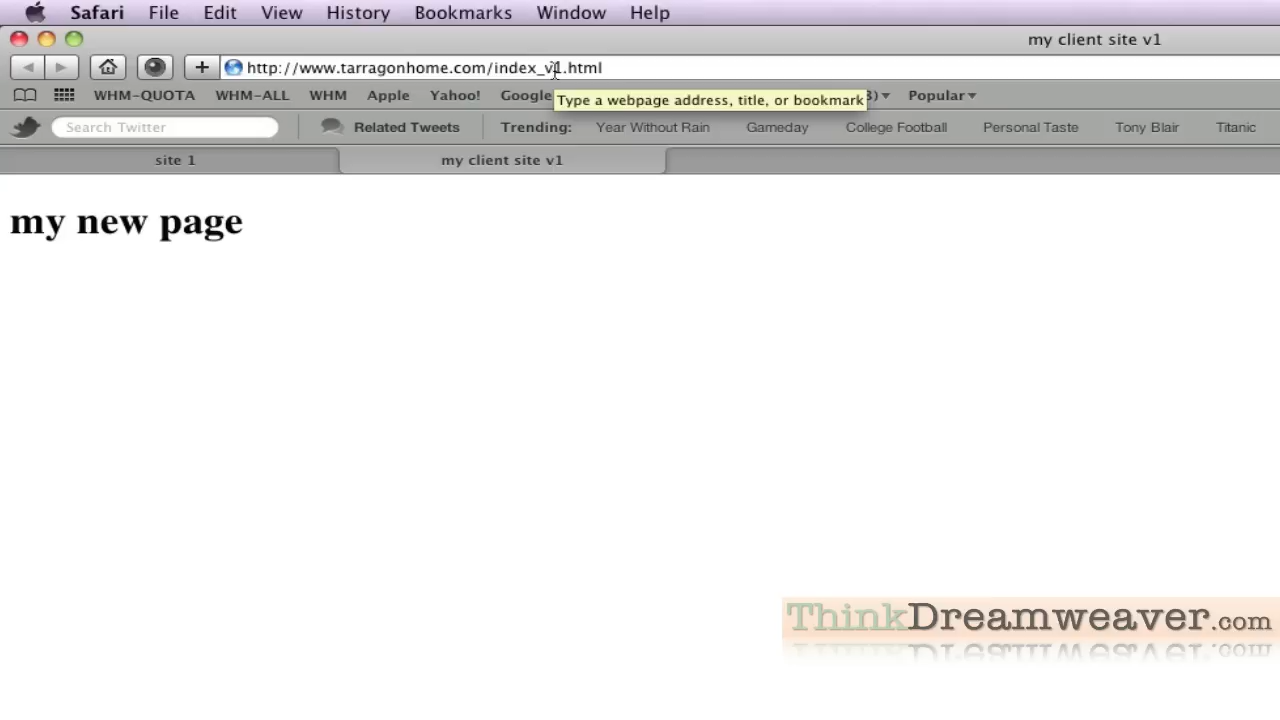 Safari File Edit View History Bookmarks Window Help
my client site v1
http://www.tarragonhome.com/index_v1.html
WHM-QUOTA WHM-ALL WHM Apple Yahoo! Google Popular
Type a webpage address, title, or bookmark
Search Twitter Related Tweets Trending: Year Without Rain Gameday College Football Personal Taste Tony Blair Titanic
site 1 my client site v1
my new page
ThinkDreamweaver.com